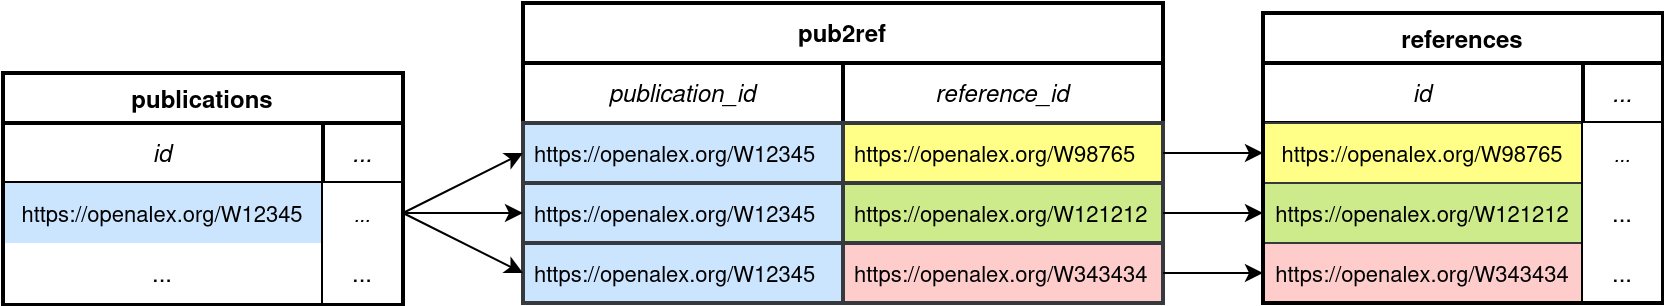 publications
id ...
https://openalex.org/W12345 ...
... ...
pub2ref
publication_id reference_id
https://openalex.org/W12345 https://openalex.org/W98765
https://openalex.org/W12345 https://openalex.org/W121212
https://openalex.org/W12345 https://openalex.org/W343434
references
id ...
https://openalex.org/W98765 ...
https://openalex.org/W121212 ...
https://openalex.org/W343434 ...